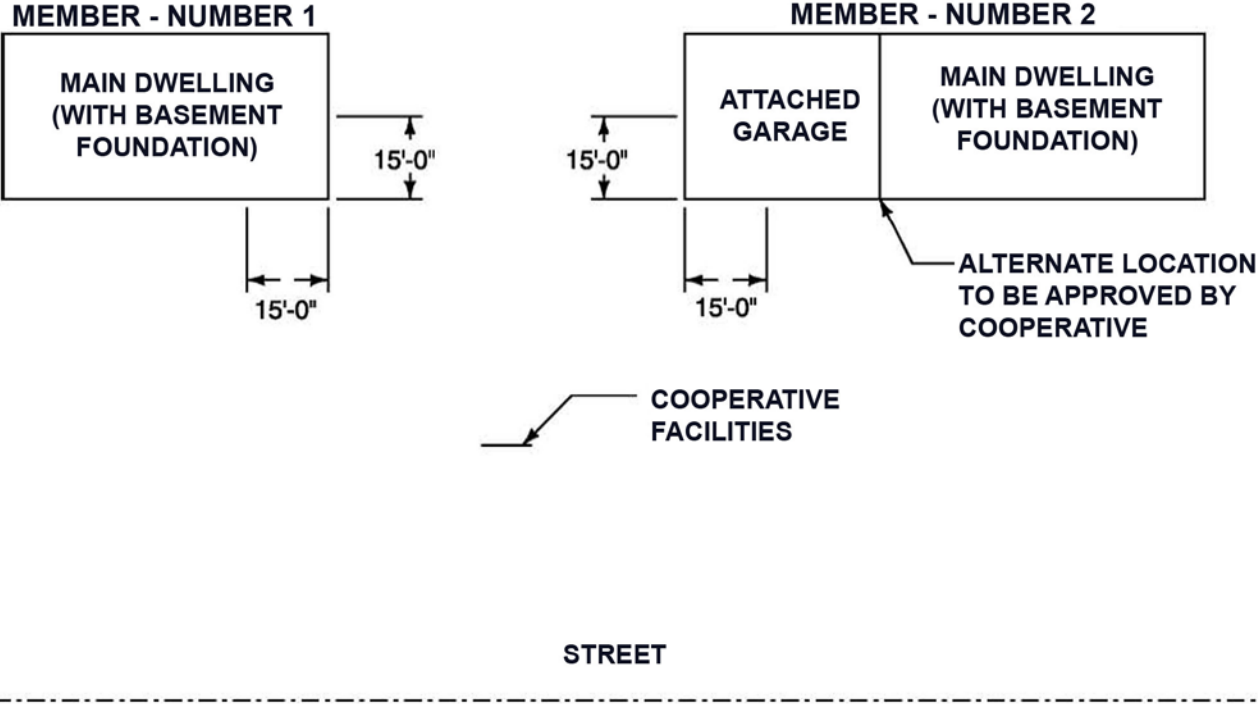 MEMBER - NUMBER 1
MEMBER - NUMBER 2
MAIN DWELLING
(WITH BASEMENT
FOUNDATION)
ATTACHED
GARAGE
MAIN DWELLING
(WITH BASEMENT
FOUNDATION)
15'-0"
15'-0"
15'-0"
15'-0"
ALTERNATE LOCATION
TO BE APPROVED BY
COOPERATIVE
COOPERATIVE
FACILITIES
STREET